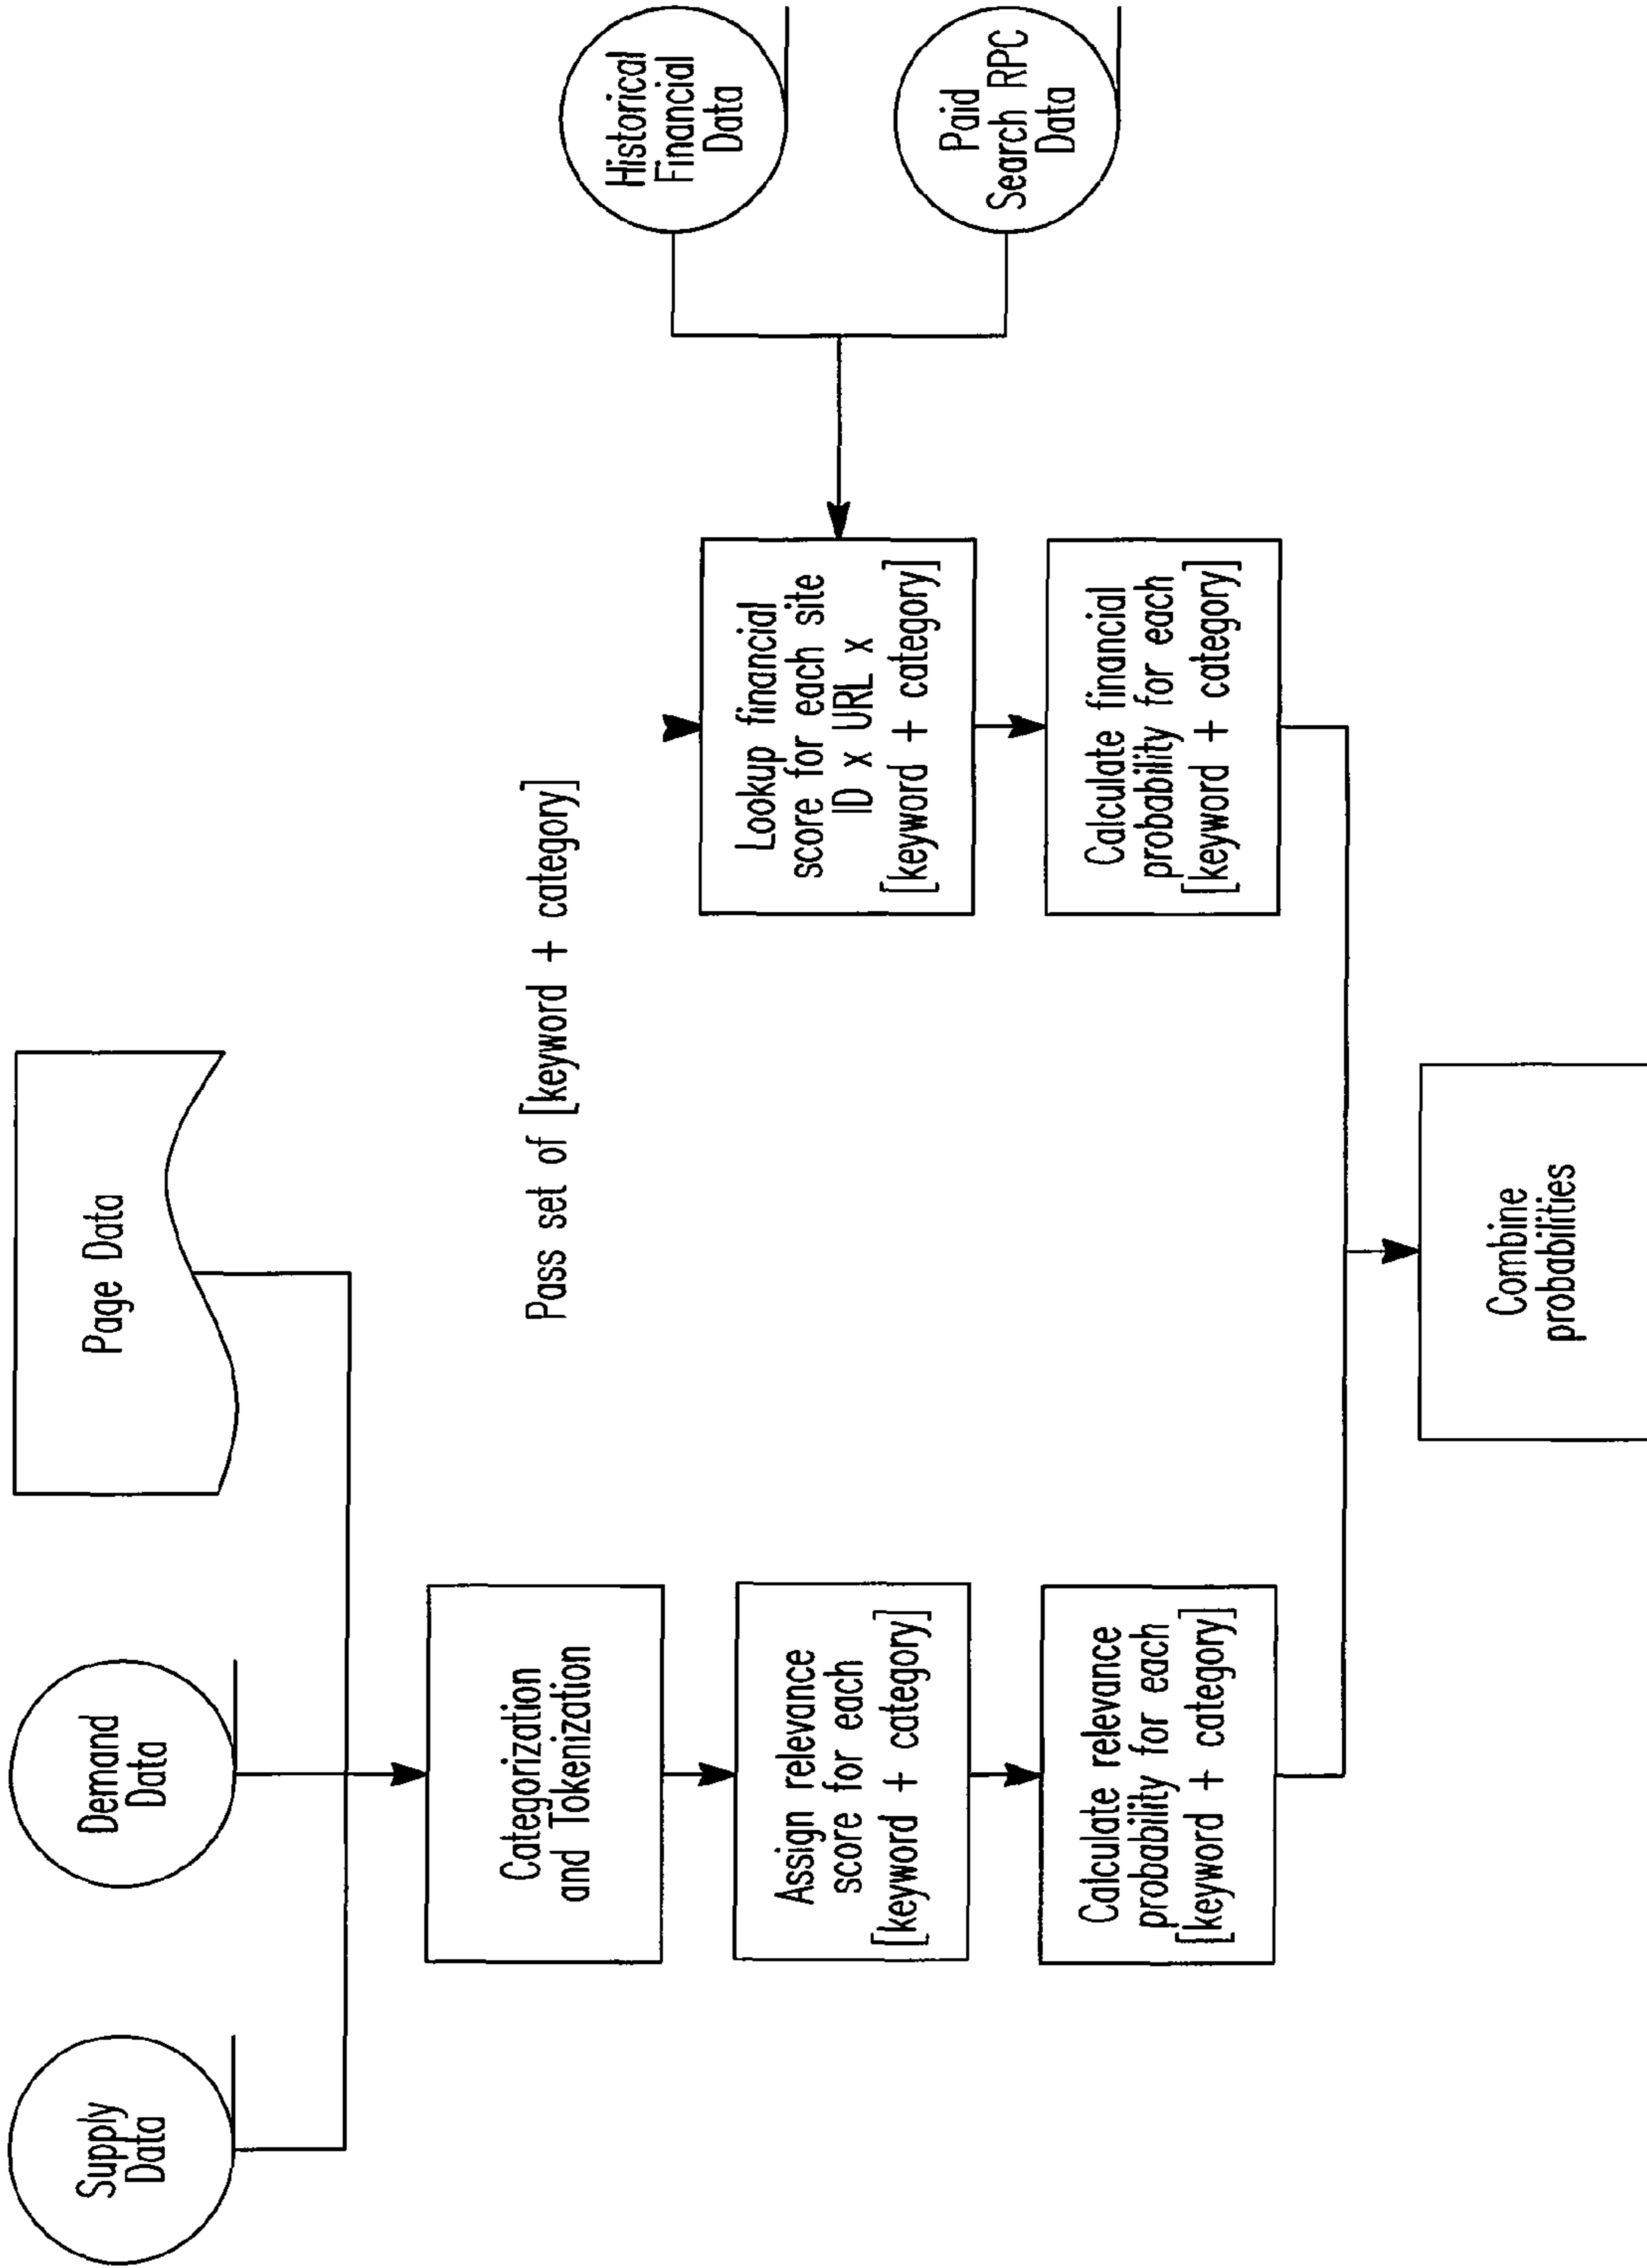 Supply
Data
Demand
Data
Page Data
Categorization
and Tokenization
Pass set of [keyword + category]
Assign relevance
score for each
[keyword + category]
Calculate relevance
probability for each
[keyword + category]
Lookup financial
score for each site
ID x URL x
[keyword + category]
Calculate financial
probability for each
[keyword + category]
Historical
Financial
Data
Paid
Search RPC
Data
Combine
probabilities